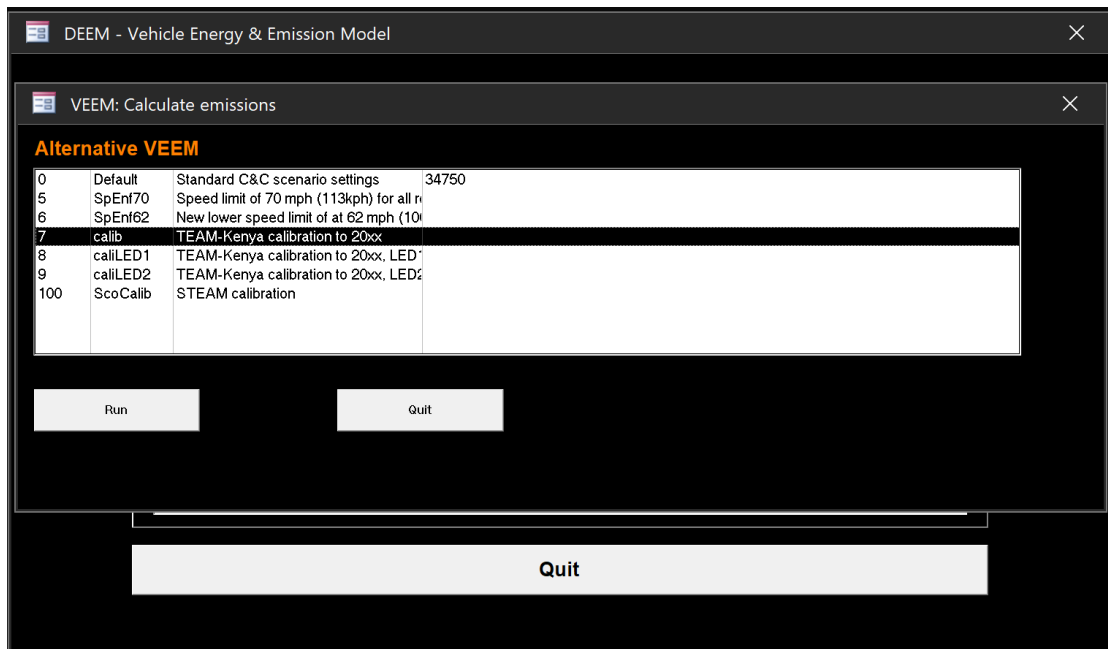 DEEM - Vehicle Energy & Emission Model
VEEM: Calculate emissions
Alternative VEEM
0 Default Standard C&C scenario settings 34750
5 SpEnf70 Speed limit of 70 mph (113kph) for all r
6 SpEnf62 New lower speed limit of at 62 mph (10
7 calib TEAM-Kenya calibration to 20xx
8 caliLED1 TEAM-Kenya calibration to 20xx, LED1
9 caliLED2 TEAM-Kenya calibration to 20xx, LED2
100 ScoCalib STEAM calibration
Run Quit
Quit